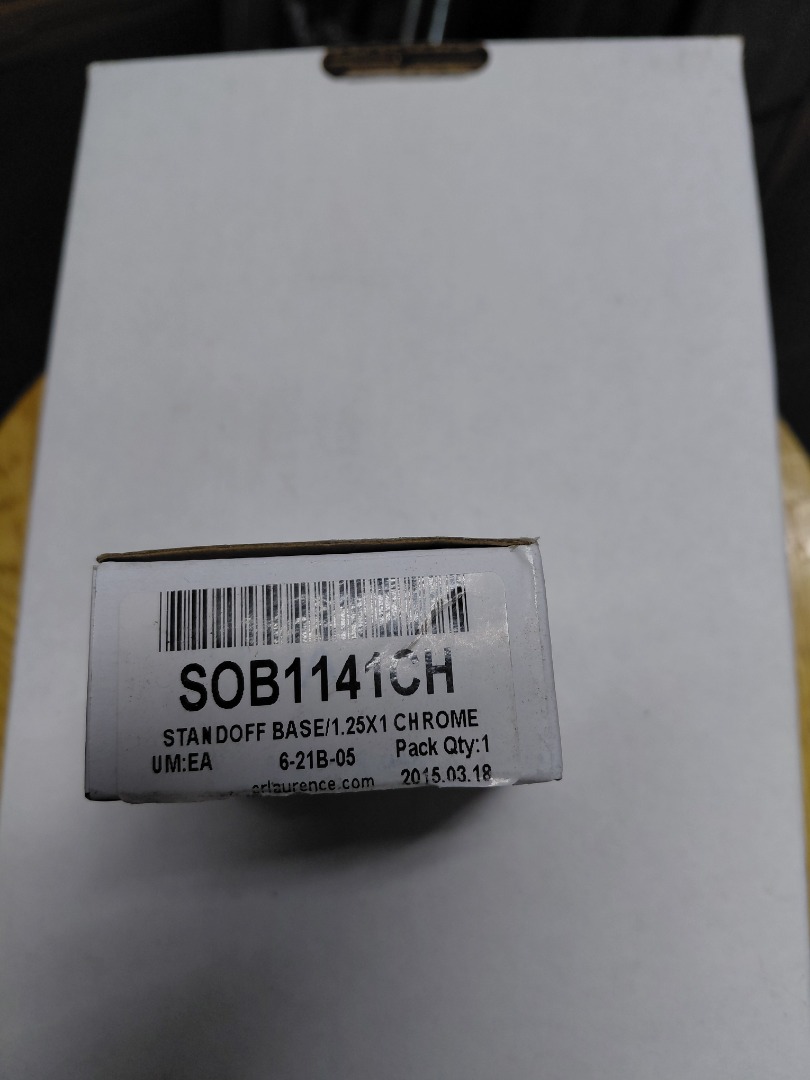 SOB1141CH
STANDOFF BASE/1.25X1 CHROME
UM:EA 6-21B-05 Pack Qty:1
crlaurence.com 2015.03.18